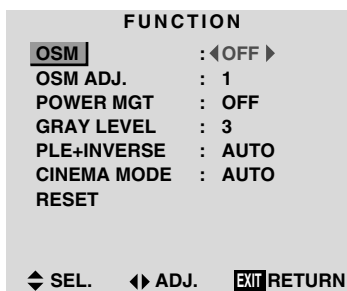 FUNCTION
OSM : ◀ OFF ▶
OSM ADJ. : 1
POWER MGT : OFF
GRAY LEVEL : 3
PLE+INVERSE : AUTO
CINEMA MODE : AUTO
RESET
SEL. ADJ. EXIT RETURN